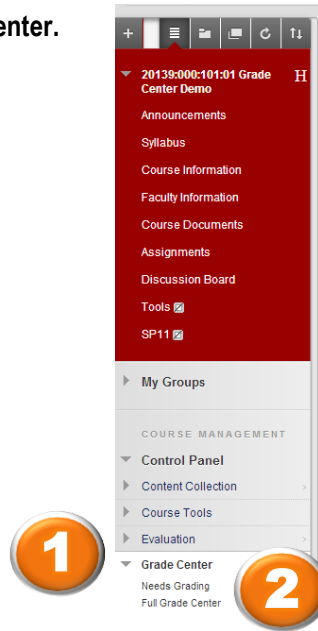 enter.
20139:000:101:01 Grade H
Center Demo
Announcements
Syllabus
Course Information
Faculty Information
Course Documents
Assignments
Discussion Board
Tools
SP11
My Groups
COURSE MANAGEMENT
Control Panel
Content Collection
Course Tools
Evaluation
1
Grade Center
2
Needs Grading
Full Grade Center